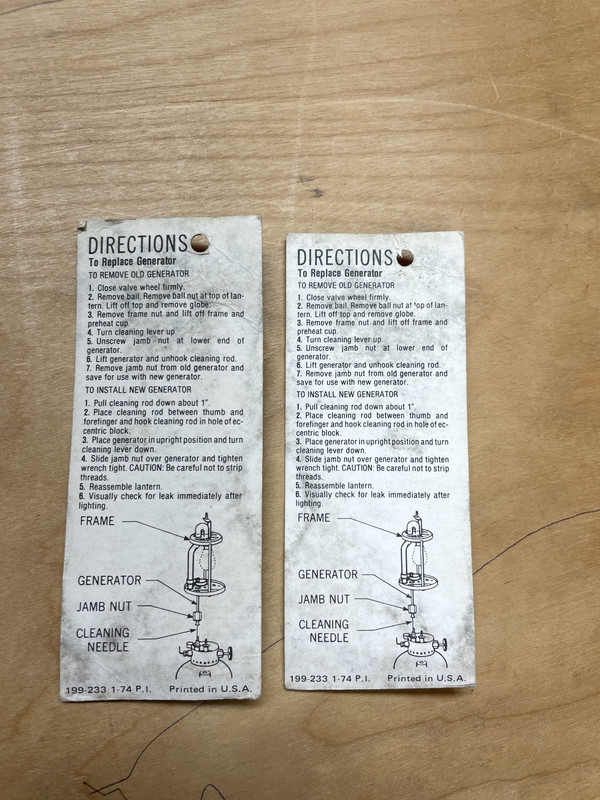 DIRECTIONS
To Replace Generator
TO REMOVE OLD GENERATOR
1. Close valve wheel firmly.
2. Remove bail. Remove ball nut at top of lan-
tern. Lift off top and remove globe.
3. Remove frame nut and lift off frame and
preheat cup.
4. Turn cleaning lever up.
5. Unscrew jamb nut at lower end of
generator.
6. Lift generator and unhook cleaning rod.
7. Remove jamb nut from old generator and
save for use with new generator.
TO INSTALL NEW GENERATOR
1. Pull cleaning rod down about 1".
2. Place cleaning rod between thumb and
forefinger and hook cleaning rod in hole of ec-
centric block.
3. Place generator in upright position and turn
cleaning lever down.
4. Slide jamb nut over generator and tighten
wrench tight. CAUTION: Be careful not to strip
threads.
5. Reassemble lantern.
6. Visually check for leak immediately after
lighting.
FRAME
GENERATOR
JAMB NUT
CLEANING
NEEDLE
199-233 1-74 P.I. Printed in U.S.A.
DIRECTIONS
To Replace Generator
TO REMOVE OLD GENERATOR
1. Close valve wheel firmly.
2. Remove bail. Remove ball nut at top of lan-
tern. Lift off top and remove globe.
3. Remove frame nut and lift off frame and
preheat cup.
4. Turn cleaning lever up.
5. Unscrew jamb nut at lower end of
generator.
6. Lift generator and unhook cleaning rod.
7. Remove jamb nut from old generator and
save for use with new generator.
TO INSTALL NEW GENERATOR
1. Pull cleaning rod down about 1".
2. Place cleaning rod between thumb and
forefinger and hook cleaning rod in hole of ec-
centric block.
3. Place generator in upright position and turn
cleaning lever down.
4. Slide jamb nut over generator and tighten
wrench tight. CAUTION: Be careful not to strip
threads.
5. Reassemble lantern.
6. Visually check for leak immediately after
lighting.
FRAME
GENERATOR
JAMB NUT
CLEANING
NEEDLE
199-233 1-74 P.I. Printed in U.S.A.